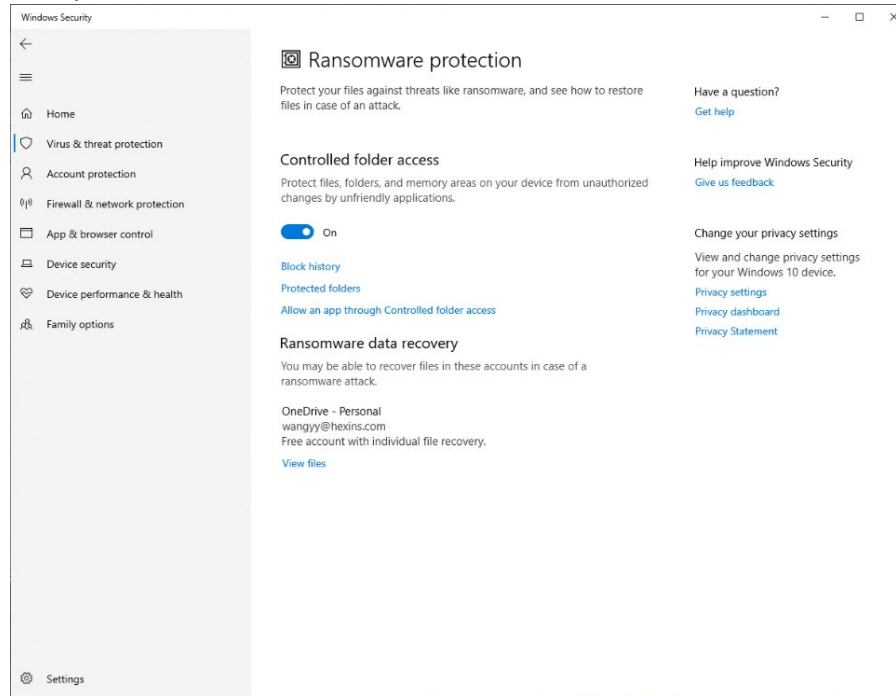 Windows Security
Home
Virus & threat protection
Account protection
Firewall & network protection
App & browser control
Device security
Device performance & health
Family options
Settings
Ransomware protection
Protect your files against threats like ransomware, and see how to restore
files in case of an attack.
Controlled folder access
Protect files, folders, and memory areas on your device from unauthorized
changes by unfriendly applications.
On
Block history
Protected folders
Allow an app through Controlled folder access
Ransomware data recovery
You may be able to recover files in these accounts in case of a
ransomware attack.
OneDrive - Personal
wangyy@hexins.com
Free account with individual file recovery.
View files
Have a question?
Get help
Help improve Windows Security
Give us feedback
Change your privacy settings
View and change privacy settings
for your Windows 10 device.
Privacy settings
Privacy dashboard
Privacy Statement